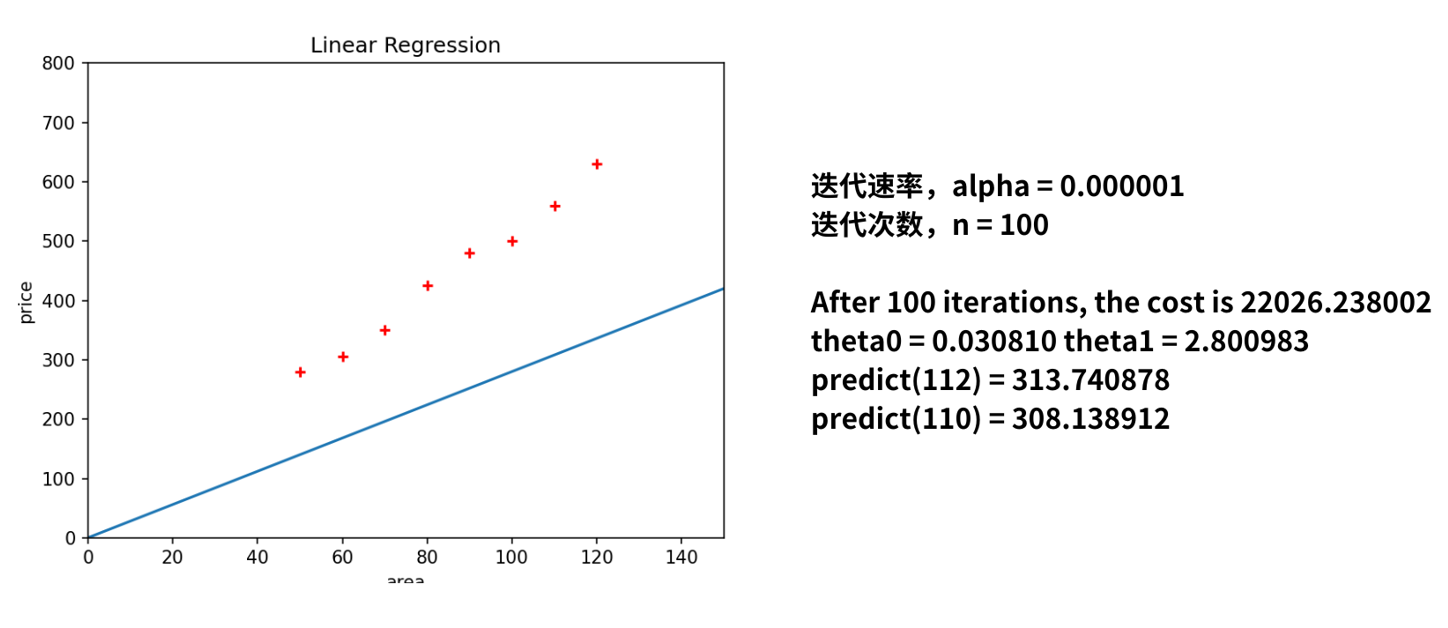 Linear Regression
800
700
600
500
400
300
200
100
0
price
0 20 40 60 80 100 120 140
area
迭代速率，alpha = 0.000001
迭代次数，n = 100
After 100 iterations, the cost is 22026.238002
theta0 = 0.030810 theta1 = 2.800983
predict(112) = 313.740878
predict(110) = 308.138912